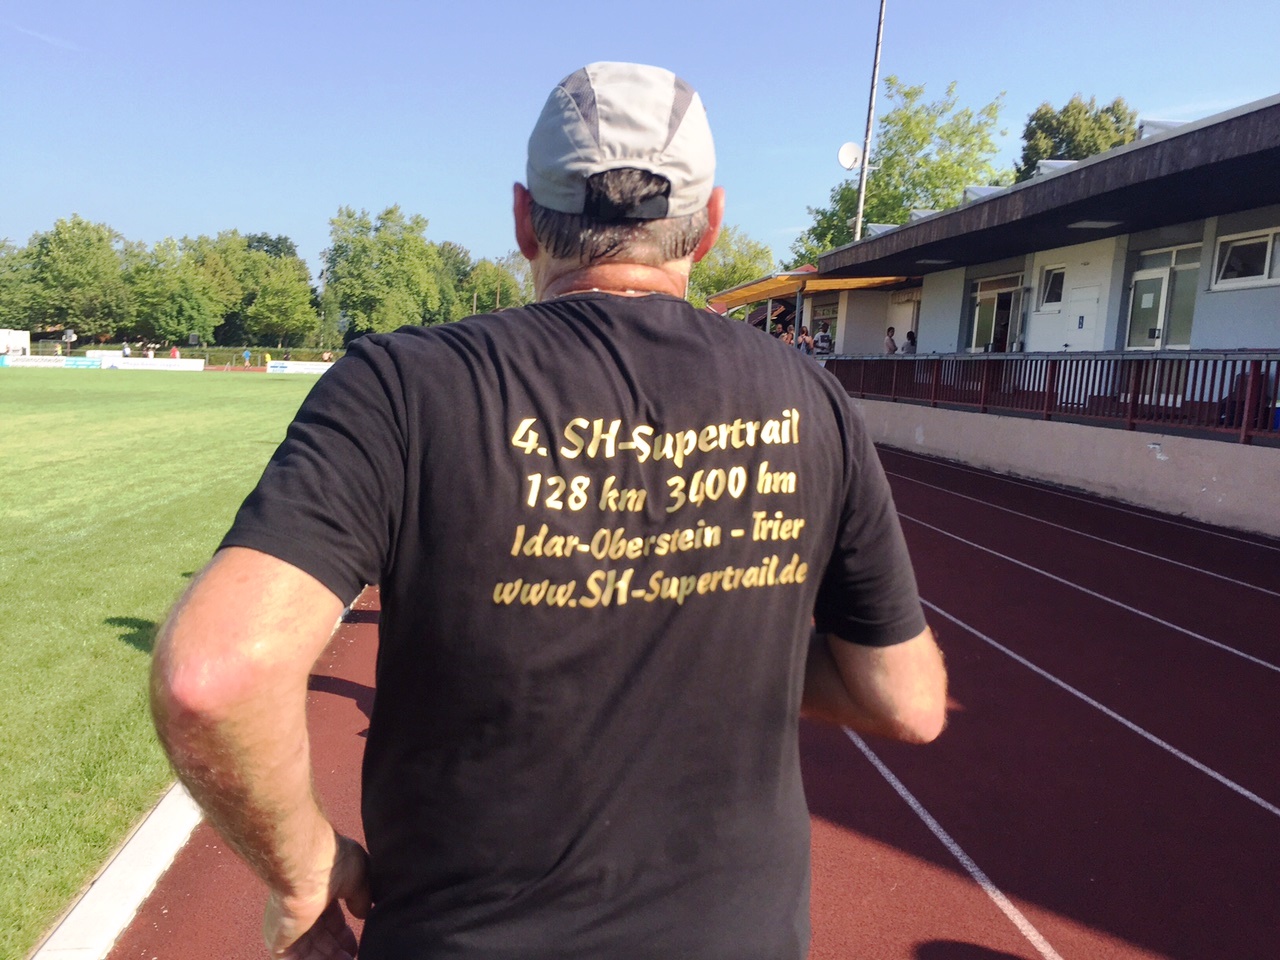 4. SH-Supertrail
128 km 3400 hm
Idar-Oberstein - Trier
www.SH-Supertrail.de